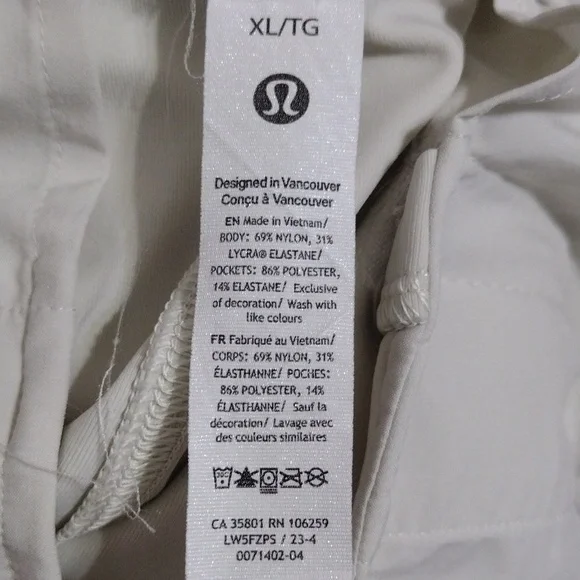 XL/TG
Designed in Vancouver
Conçu à Vancouver
EN Made in Vietnam/
BODY: 69% NYLON, 31%
LYCRA® ELASTANE/
POCKETS: 86% POLYESTER,
14% ELASTANE/ Exclusive
of decoration/ Wash with
like colours
FR Fabriqué au Vietnam/
CORPS: 69% NYLON, 31%
ÉLASTHANNE/ POCHES:
86% POLYESTER, 14%
ÉLASTHANNE/ Sauf la
décoration/ Lavage avec
des couleurs similaires
CA 35801 RN 106259
LW5FZPS / 23-4
0071402-04